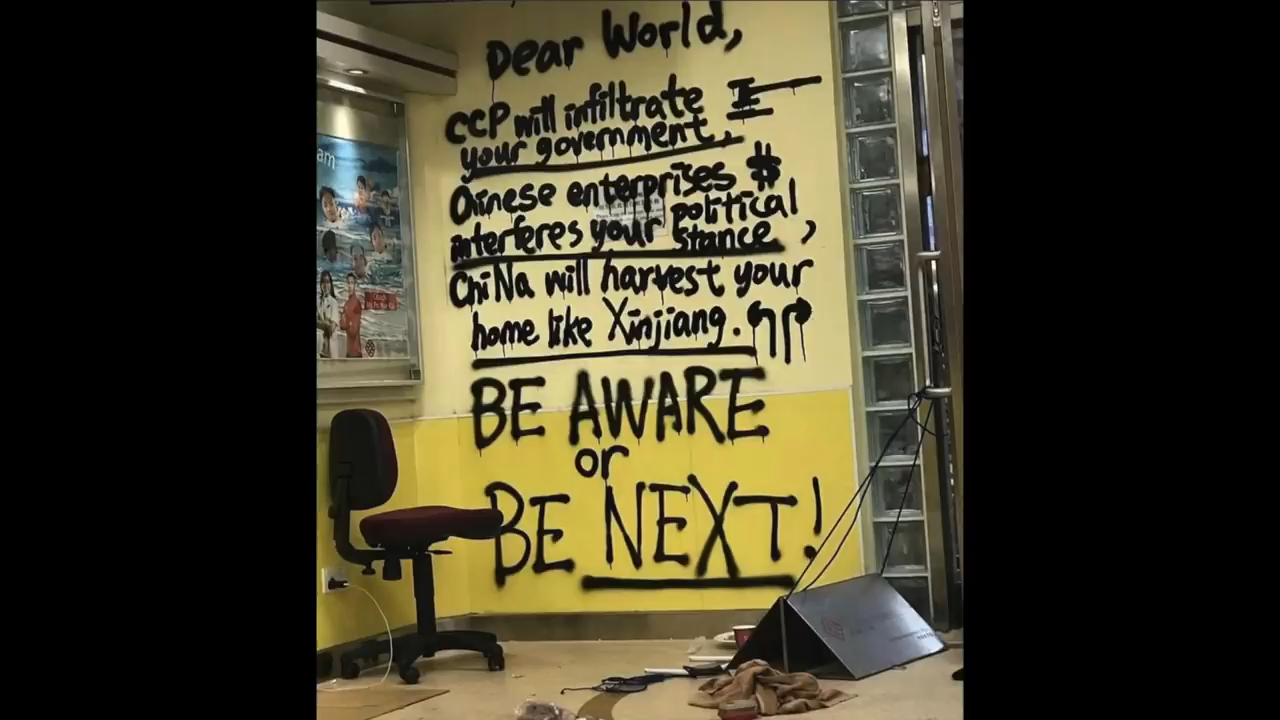 Dear World,
CCP will infiltrate
your government,
Chinese enterprises $
interferes your political
stance,
ChiNa will harvest your
home like Xinjiang.
BE AWARE
or
BE NEXT!
am